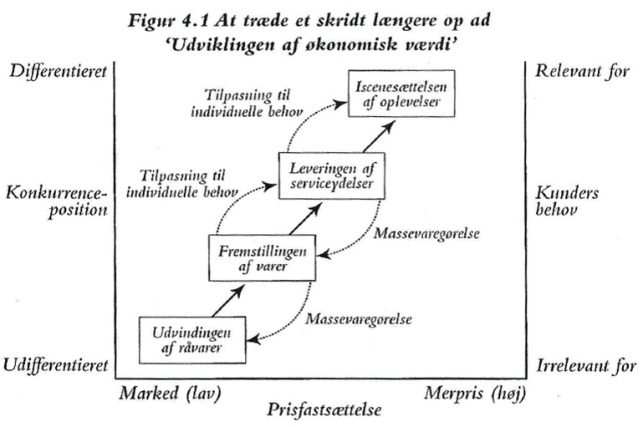 Figur 4.1 At træde et skridt længere op ad
‘Udviklingen af økonomisk værdi’
Differentieret
Relevant for
Iscenesættelsen
af oplevelser
Tilpasning til
individuelle behov
Leveringen af
serviceydelser
Tilpasning til
individuelle behov
Konkurrence-
position
Kunders
behov
Massevaregørelse
Fremstillingen
af varer
Massevaregørelse
Udvindingen
af råvarer
Udifferentieret
Irrelevant for
Marked (lav)
Merpris (høj)
Prisfastsættelse